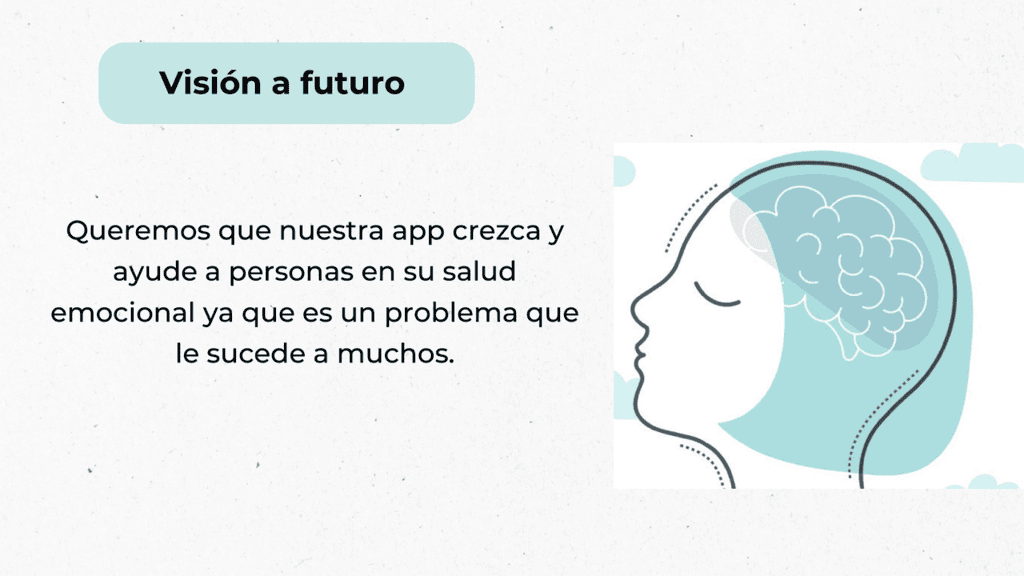 Visión a futuro
Queremos que nuestra app crezca y
ayude a personas en su salud
emocional ya que es un problema que
le sucede a muchos.